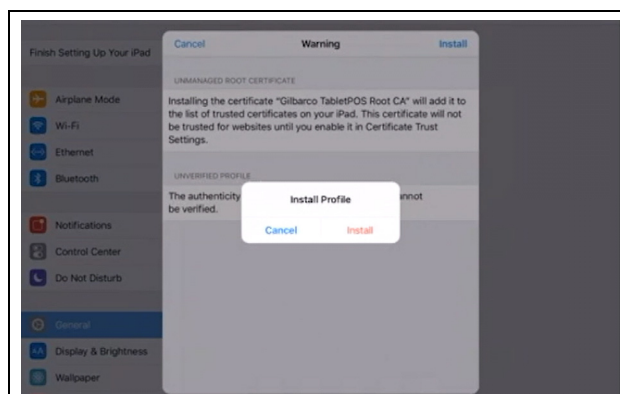 Finish Setting Up Your iPad
Airplane Mode
Wi-Fi
Ethernet
Bluetooth
Notifications
Control Center
Do Not Disturb
General
Display & Brightness
Wallpaper
Cancel
Warning
Install
UNMANAGED ROOT CERTIFICATE
Installing the certificate “Gilbarco TabletPOS Root CA” will add it to
the list of trusted certificates on your iPad. This certificate will not
be trusted for websites until you enable it in Certificate Trust
Settings.
UNVERIFIED PROFILE
The authenticity
be verified.
Install Profile
Cancel
Install